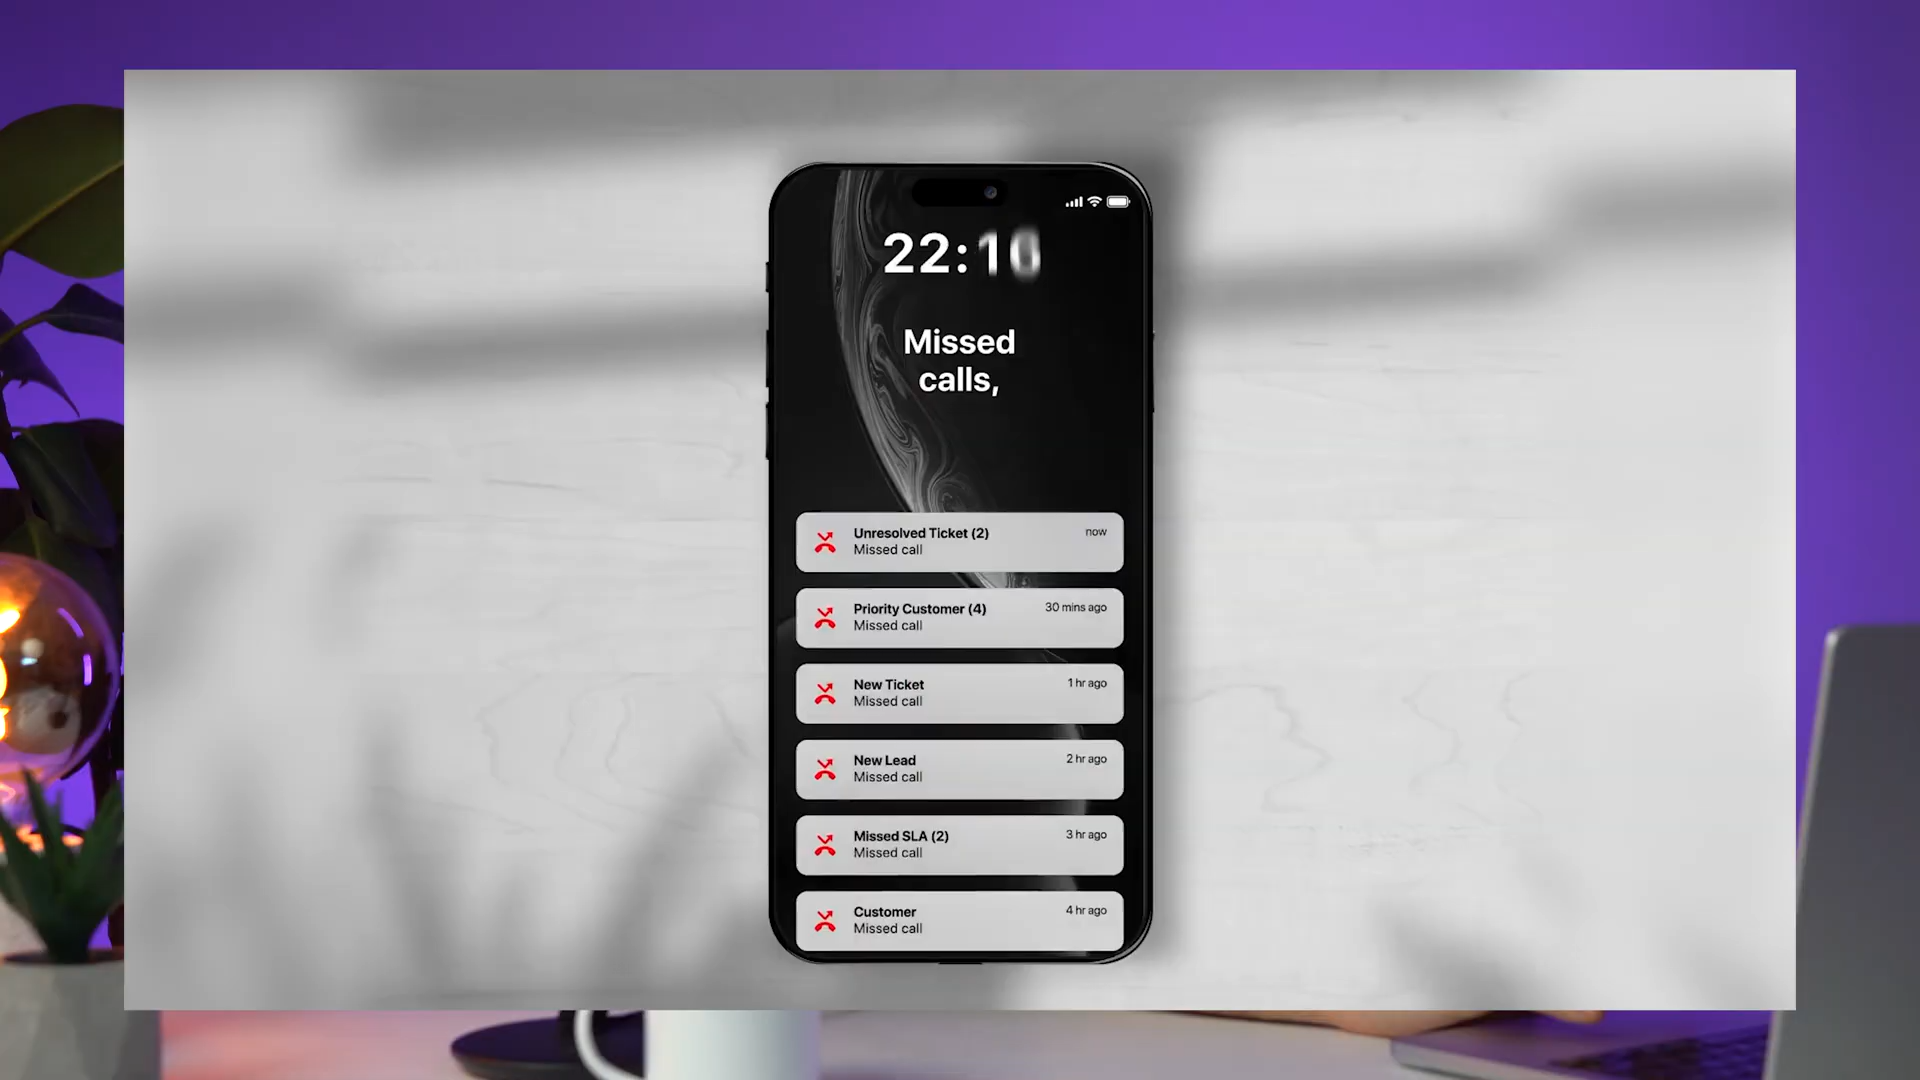 Missed
calls,
Unresolved Ticket (2)
now
Missed call
Priority Customer (4)
30 mins ago
Missed call
New Ticket
1 hr ago
Missed call
New Lead
2 hr ago
Missed call
Missed SLA (2)
3 hr ago
Missed call
Customer
4 hr ago
Missed call